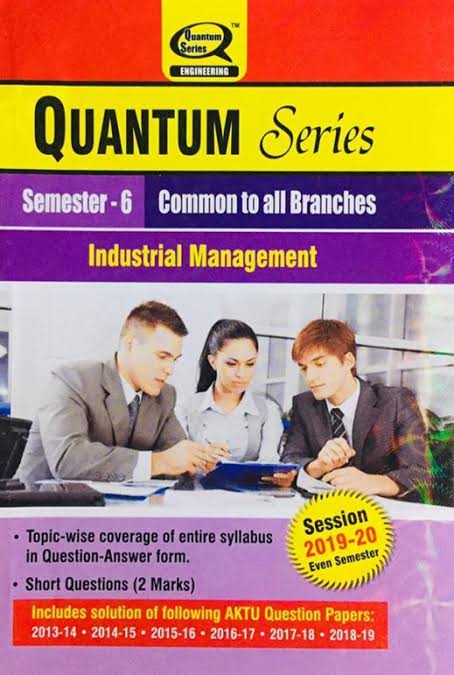 Quantum
Series
TM
ENGINEERING
QUANTUM Series
Semester - 6 Common to all Branches
Industrial Management
Session
2019-20
Even Semester
• Topic-wise coverage of entire syllabus
in Question-Answer form.
• Short Questions (2 Marks)
Includes solution of following AKTU Question Papers:
2013-14 • 2014-15 • 2015-16 • 2016-17 • 2017-18 • 2018-19